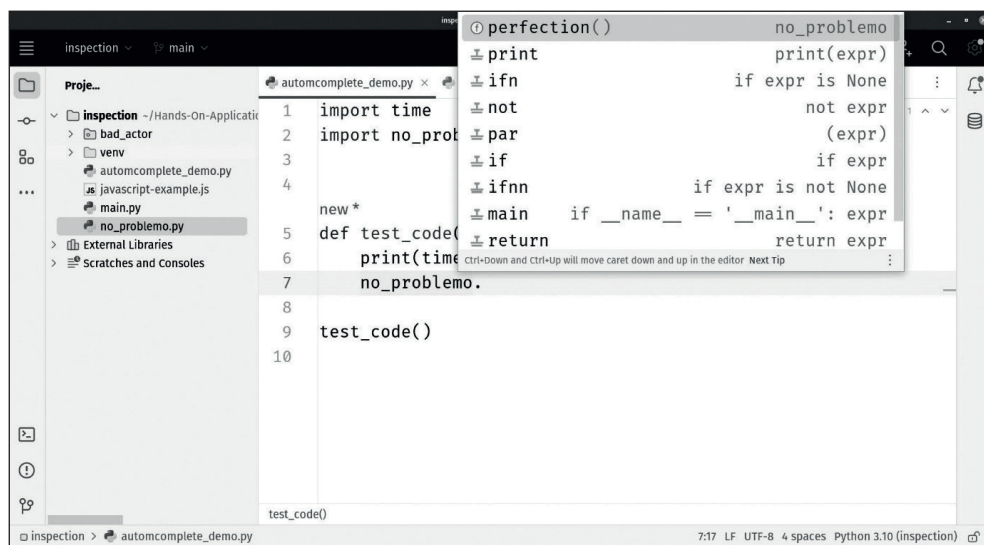 inspe
inspection
main
Proje...
inspection ~/Hands-On-Applicatic
bad_actor
venv
automcomplete_demo.py
JS javascript-example.js
main.py
no_problemo.py
External Libraries
Scratches and Consoles
automcomplete_demo.py ×
1 import time
2 import no_prob
3
4
new *
5 def test_code(
6 print(time
7 no_problemo.
8
9 test_code()
10
f perfection() no_problemo
print print(expr)
ifn if expr is None
not not expr
par (expr)
if if expr
ifnn if expr is not None
main if __name__ == '__main__': expr
return return expr
Ctrl+Down and Ctrl+Up will move caret down and up in the editor Next Tip
1
test_code()
inspection > automcomplete_demo.py
7:17 LF UTF-8 4 spaces Python 3.10 (inspection)